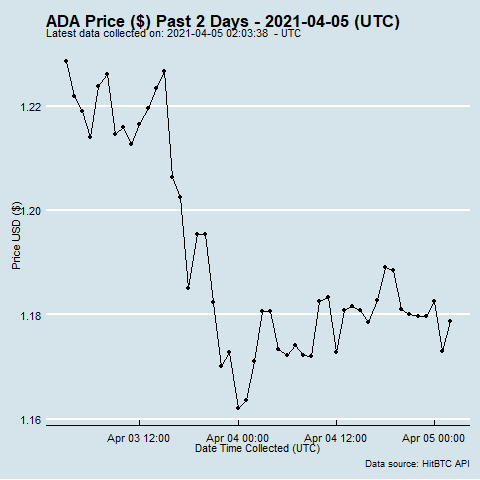 ADA Price ($) Past 2 Days - 2021-04-05 (UTC)
Latest data collected on: 2021-04-05 02:03:38  - UTC
1.22
1.20
Price USD ($)
1.18
1.16
Apr 03 12:00
Apr 04 00:00
Apr 04 12:00
Apr 05 00:00
Date Time Collected (UTC)
Data source: HitBTC API